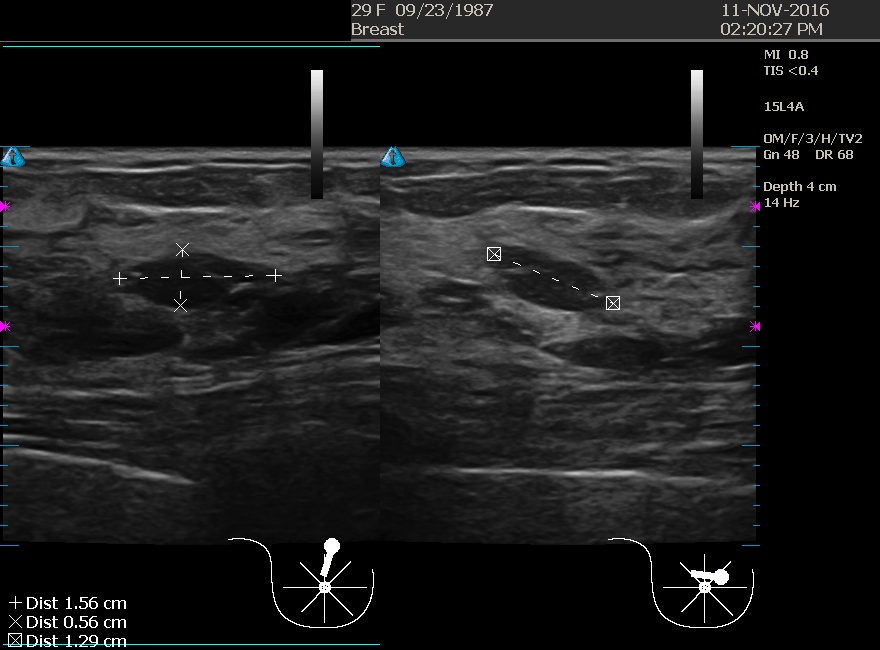 29 F 09/23/1987
11-NOV-2016
Breast
02:20:27 PM
MI 0.8
TIS <0.4
15L4A
OM/F/3/H/TV2
Gn 48 DR 68
Depth 4 cm
14 Hz
Dist 1.56 cm
Dist 0.56 cm
Dist 1.29 cm